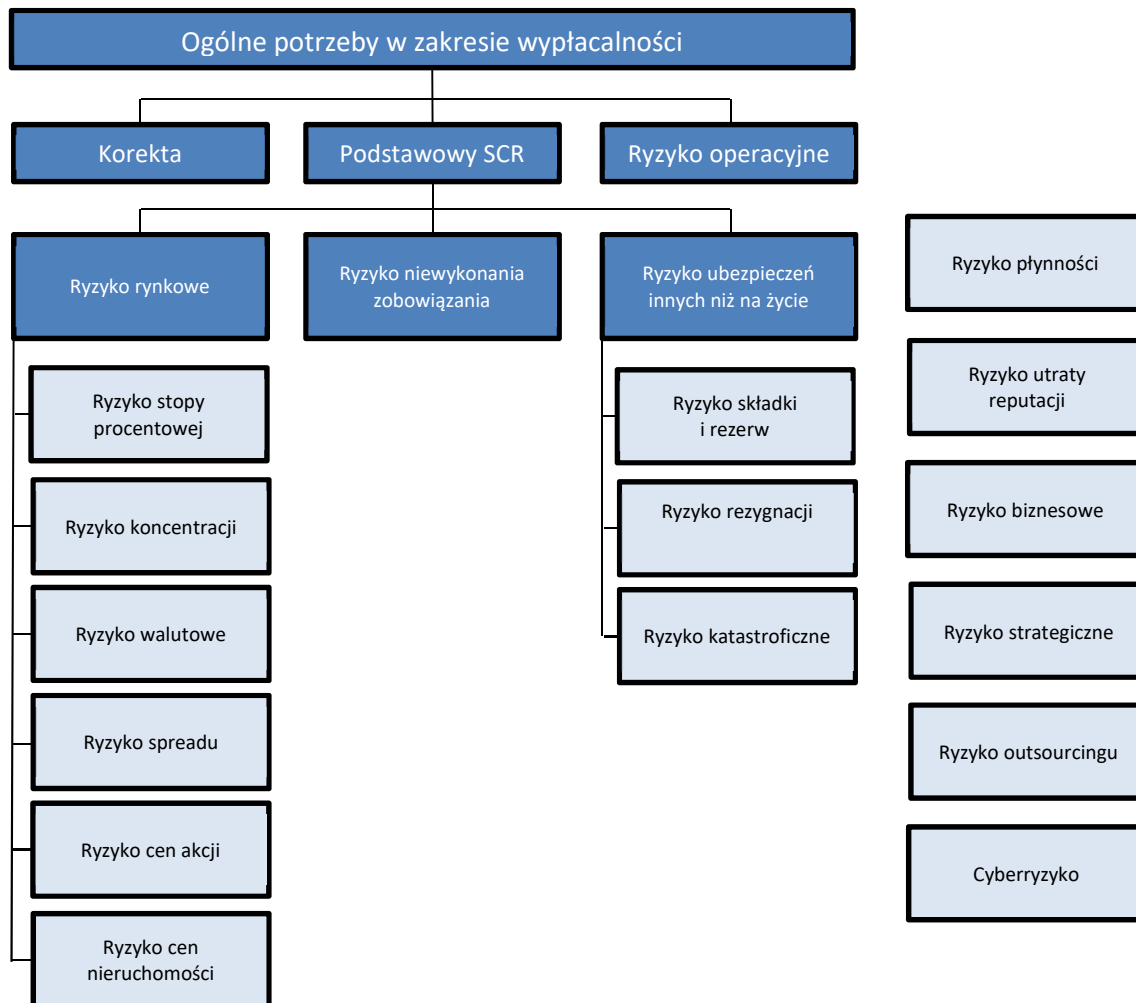 Ogólne potrzeby w zakresie wypłacalności
Korekta
Podstawowy SCR
Ryzyko operacyjne
Ryzyko rynkowe
Ryzyko niewykonania
zobowiązania
Ryzyko ubezpieczeń
innych niż na życie
Ryzyko stopy
procentowej
Ryzyko koncentracji
Ryzyko walutowe
Ryzyko spreadu
Ryzyko cen akcji
Ryzyko cen
nieruchomości
Ryzyko składki
i rezerw
Ryzyko rezygnacji
Ryzyko katastroficzne
Ryzyko płynności
Ryzyko utraty
reputacji
Ryzyko biznesowe
Ryzyko strategiczne
Ryzyko outsourcingu
Cyberryzyko